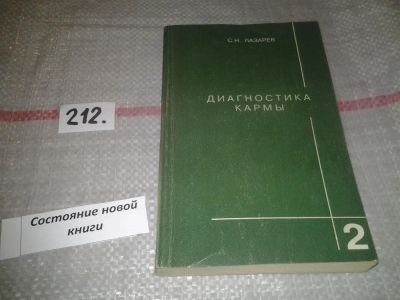 С.Н. ЛАЗАРЕВ
ДИАГНОСТИКА
КАРМЫ
2
212.
Состояние новой
книги